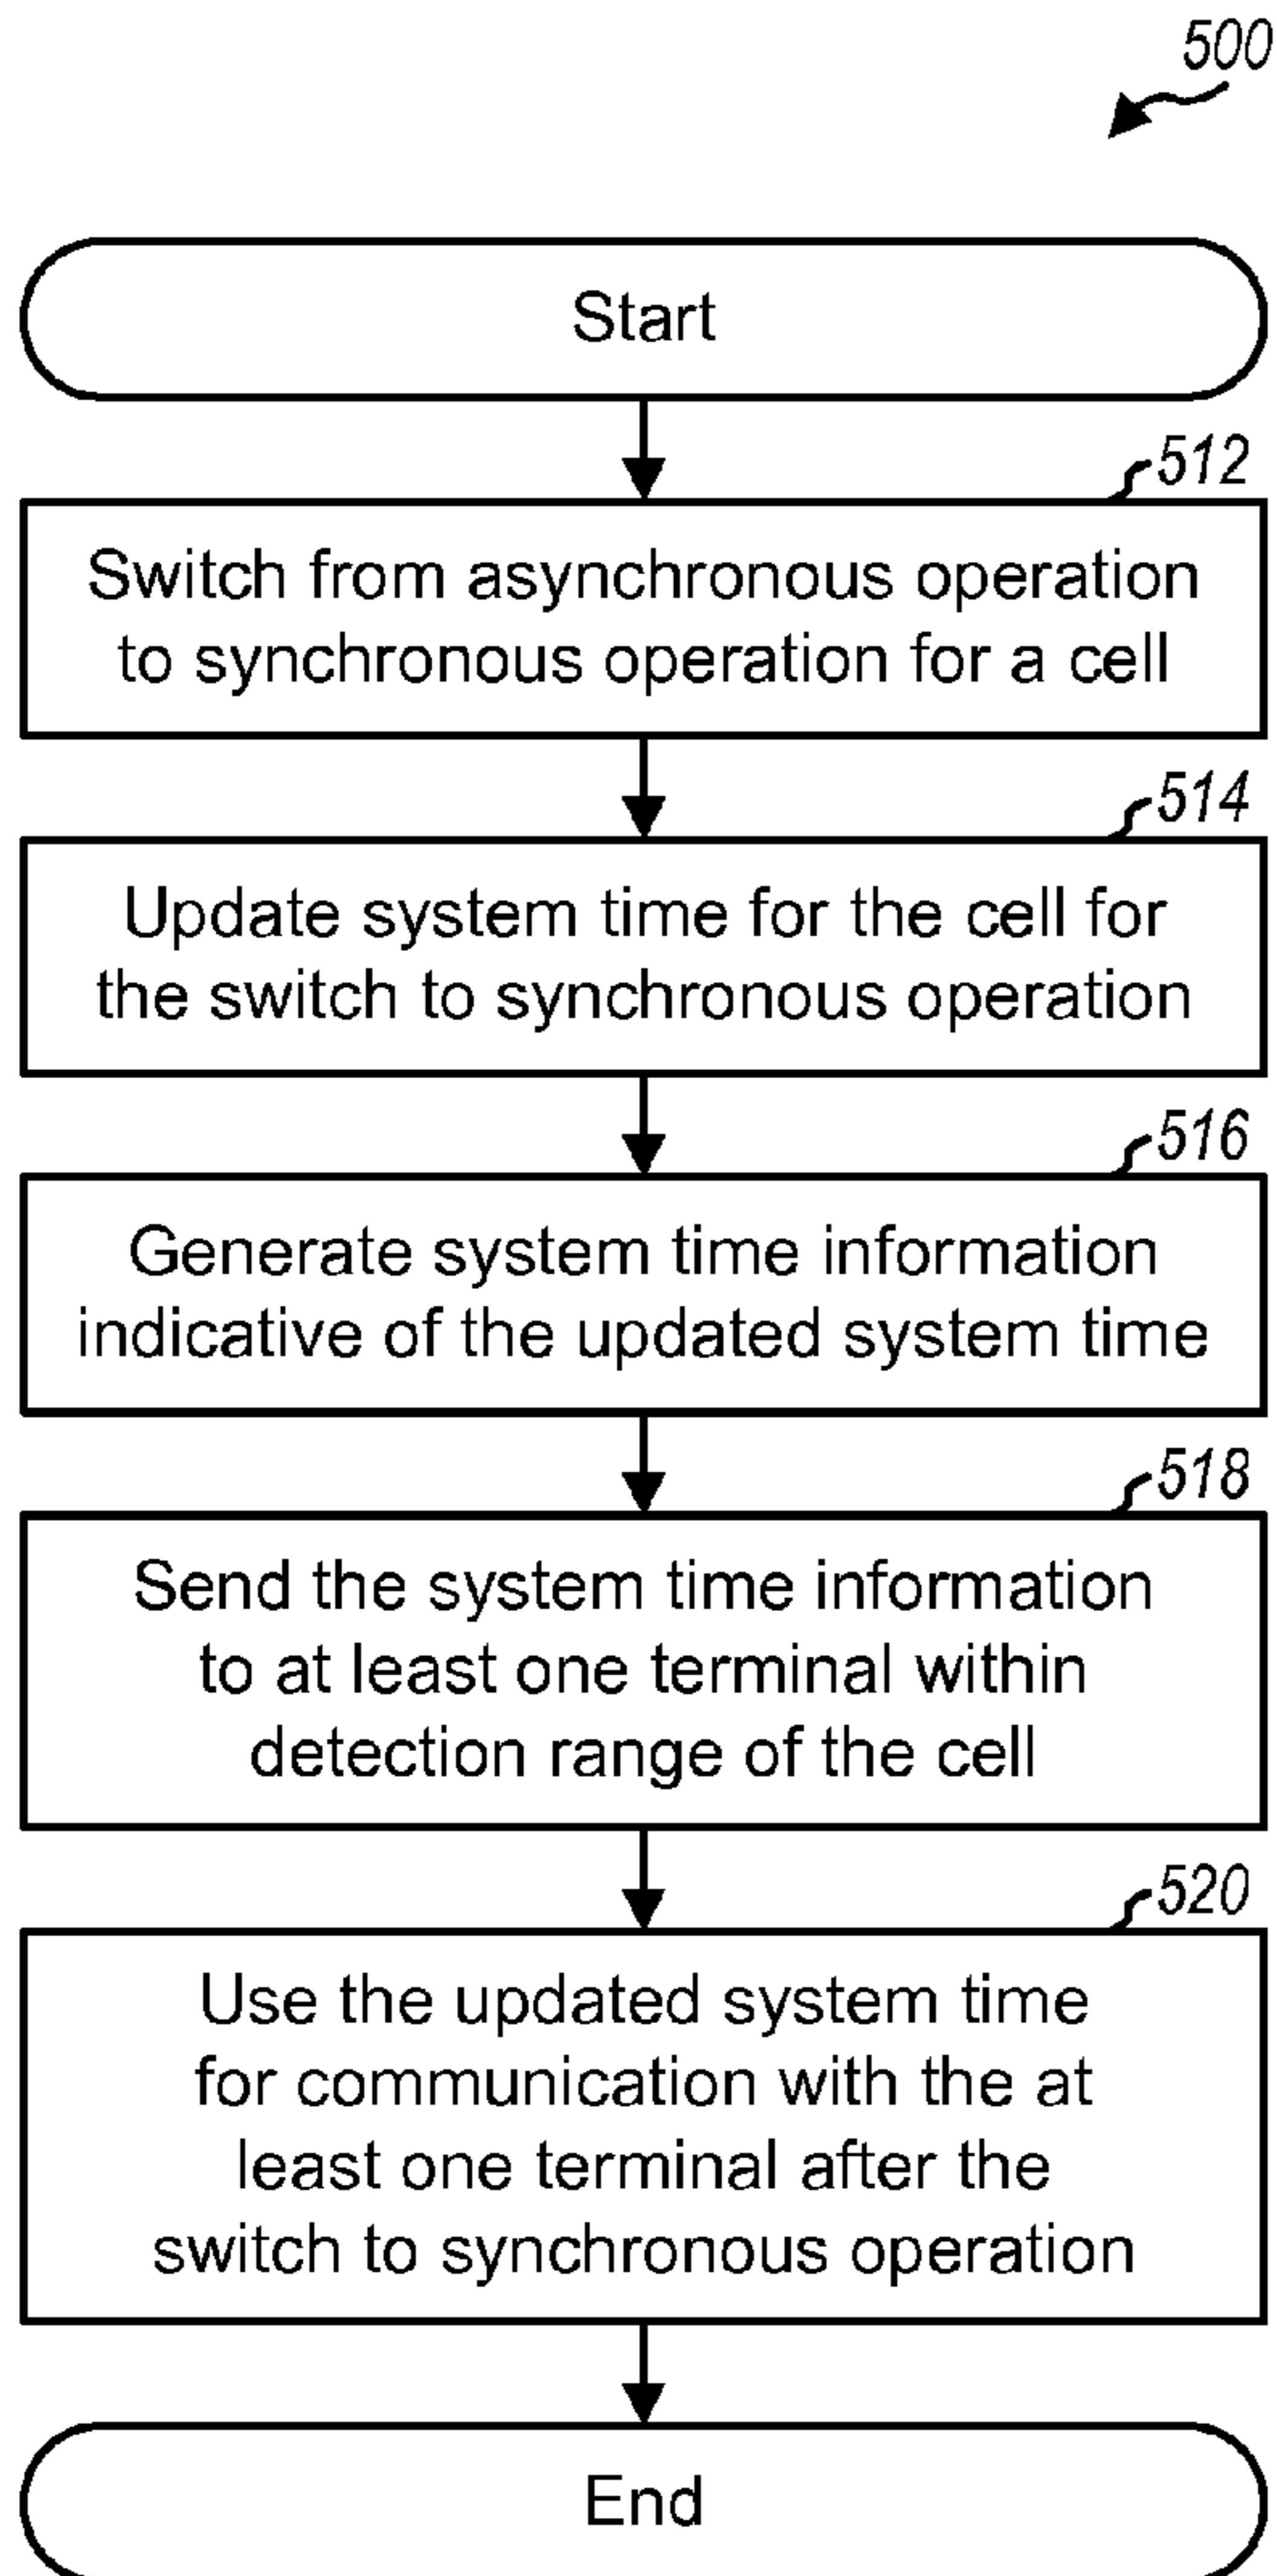 500
Start
512
Switch from asynchronous operation
to synchronous operation for a cell
514
Update system time for the cell for
the switch to synchronous operation
516
Generate system time information
indicative of the updated system time
518
Send the system time information
to at least one terminal within
detection range of the cell
520
Use the updated system time
for communication with the at
least one terminal after the
switch to synchronous operation
End